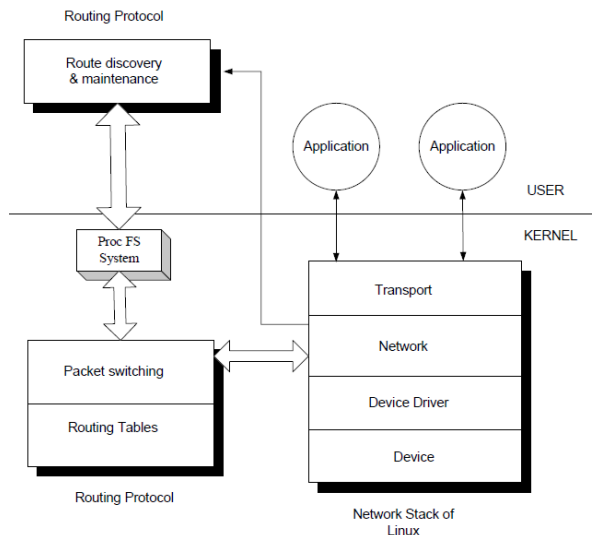 Routing Protocol
Route discovery
& maintenance
Application
Application
USER
KERNEL
Proc FS
System
Transport
Network
Device Driver
Device
Packet switching
Routing Tables
Routing Protocol
Network Stack of
Linux